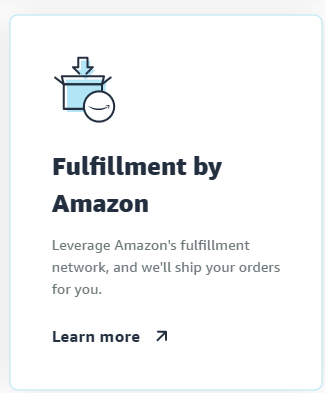 Fulfillment by
Amazon
Leverage Amazon's fulfillment
network, and we'll ship your orders
for you.
Learn more